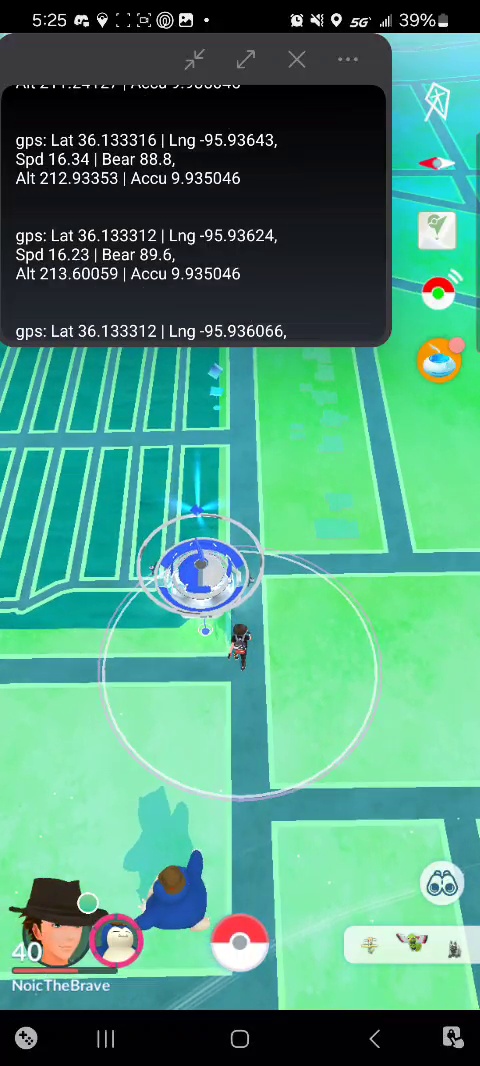 5:25
5G
39%
gps: Lat 36.133316 | Lng -95.93643,
Spd 16.34 | Bear 88.8,
Alt 212.93353 | Accu 9.935046
gps: Lat 36.133312 | Lng -95.93624,
Spd 16.23 | Bear 89.6,
Alt 213.60059 | Accu 9.935046
gps: Lat 36.133312 | Lng -95.936066,
40
NoicTheBrave